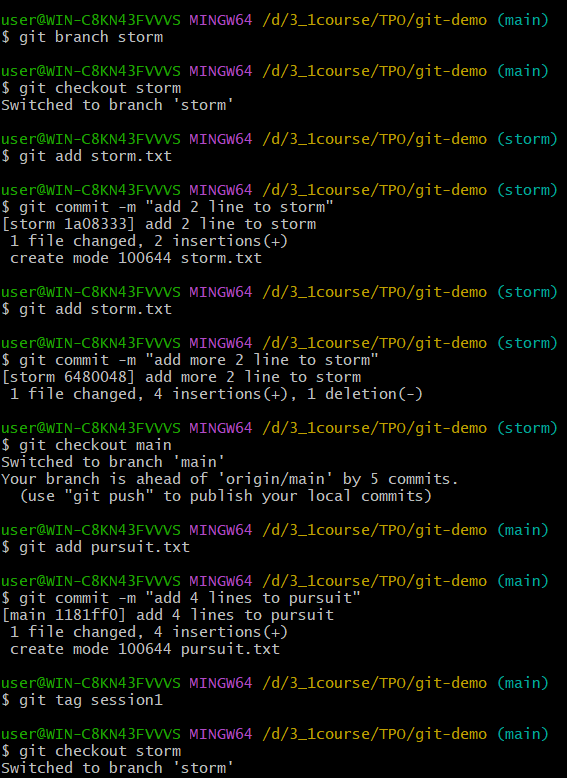 user@WIN-C8KN43FVVVS MINGW64 /d/3_1course/TPO/git-demo (main)
$ git branch storm
user@WIN-C8KN43FVVVS MINGW64 /d/3_1course/TPO/git-demo (main)
$ git checkout storm
Switched to branch 'storm'
user@WIN-C8KN43FVVVS MINGW64 /d/3_1course/TPO/git-demo (storm)
$ git add storm.txt
user@WIN-C8KN43FVVVS MINGW64 /d/3_1course/TPO/git-demo (storm)
$ git commit -m "add 2 line to storm"
[storm 1a08333] add 2 line to storm
 1 file changed, 2 insertions(+)
 create mode 100644 storm.txt
user@WIN-C8KN43FVVVS MINGW64 /d/3_1course/TPO/git-demo (storm)
$ git add storm.txt
user@WIN-C8KN43FVVVS MINGW64 /d/3_1course/TPO/git-demo (storm)
$ git commit -m "add more 2 line to storm"
[storm 6480048] add more 2 line to storm
 1 file changed, 4 insertions(+), 1 deletion(-)
user@WIN-C8KN43FVVVS MINGW64 /d/3_1course/TPO/git-demo (storm)
$ git checkout main
Switched to branch 'main'
Your branch is ahead of 'origin/main' by 5 commits.
  (use "git push" to publish your local commits)
user@WIN-C8KN43FVVVS MINGW64 /d/3_1course/TPO/git-demo (main)
$ git add pursuit.txt
user@WIN-C8KN43FVVVS MINGW64 /d/3_1course/TPO/git-demo (main)
$ git commit -m "add 4 lines to pursuit"
[main 1181ff0] add 4 lines to pursuit
 1 file changed, 4 insertions(+)
 create mode 100644 pursuit.txt
user@WIN-C8KN43FVVVS MINGW64 /d/3_1course/TPO/git-demo (main)
$ git tag session1
user@WIN-C8KN43FVVVS MINGW64 /d/3_1course/TPO/git-demo (main)
$ git checkout storm
Switched to branch 'storm'